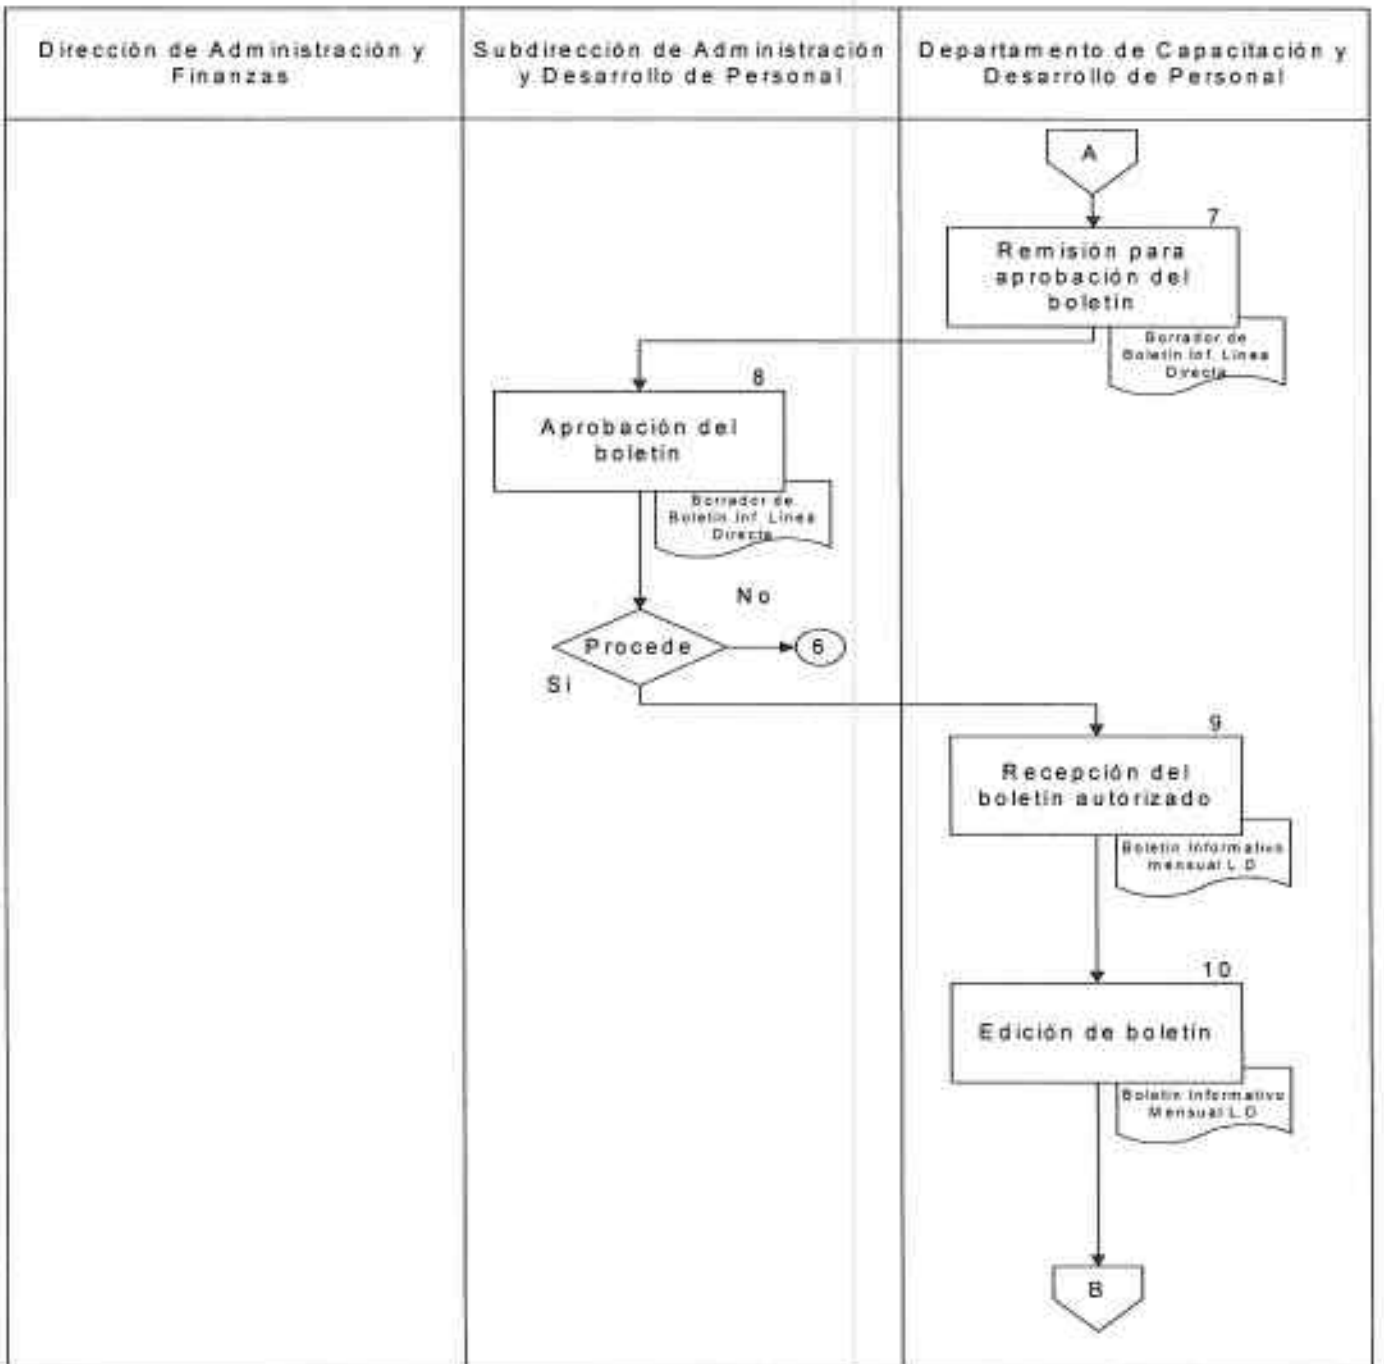 Dirección de Administración y
Finanzas
Subdirección de Administración
y Desarrollo de Personal
Departamento de Capacitación y
Desarrollo de Personal
A
7
Remisión para
aprobación del
boletín
Borrador de
Boletín Inf. Línea
Directa
8
Aprobación del
boletín
Borrador de
Boletín Inf. Línea
Directa
No
Procede
6
Si
9
Recepción del
boletín autorizado
Boletín Informativo
mensual L.D
10
Edición de boletín
Boletín Informativo
Mensual L.D
B